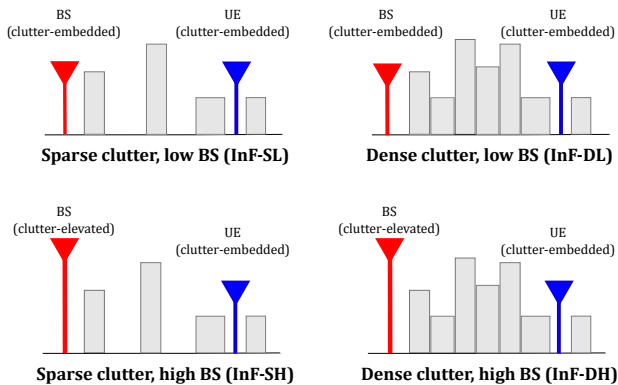 BS
(clutter-embedded)
UE
(clutter-embedded)
Sparse clutter, low BS (InF-SL)
BS
(clutter-embedded)
UE
(clutter-embedded)
Dense clutter, low BS (InF-DL)
BS
(clutter-elevated)
UE
(clutter-embedded)
Sparse clutter, high BS (InF-SH)
BS
(clutter-elevated)
UE
(clutter-embedded)
Dense clutter, high BS (InF-DH)